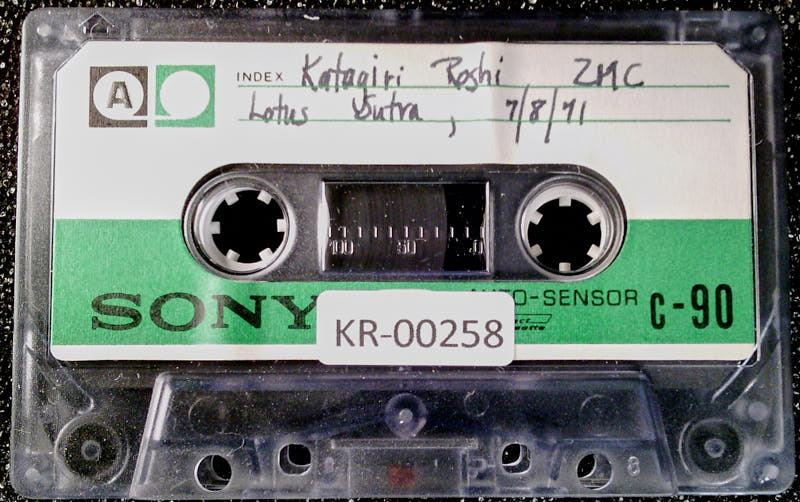 A
INDEX Katagiri Roshi ZMC
Lotus Sutra, 7/8/71
100 50 0
SONY
AUTO-SENSOR C-90
KR-00258